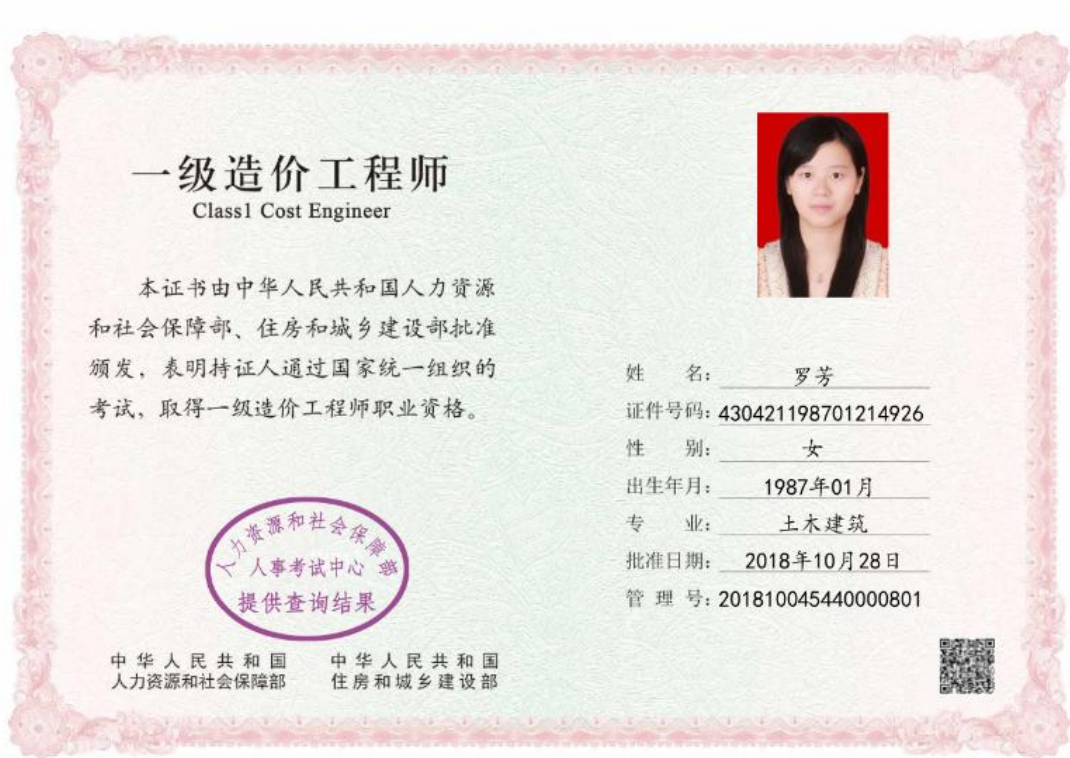 一级造价工程师
Class1 Cost Engineer
本证书由中华人民共和国人力资源
和社会保障部、住房和城乡建设部批准
颁发，表明持证人通过国家统一组织的
考试，取得一级造价工程师职业资格。
人力资源和社会保障部
人事考试中心
提供查询结果
中华人民共和国
人力资源和社会保障部
中华人民共和国
住房和城乡建设部
姓 名：罗芳
证件号码：430421198701214926
性 别：女
出生年月：1987年01月
专 业：土木建筑
批准日期：2018年10月28日
管 理 号：201810045440000801